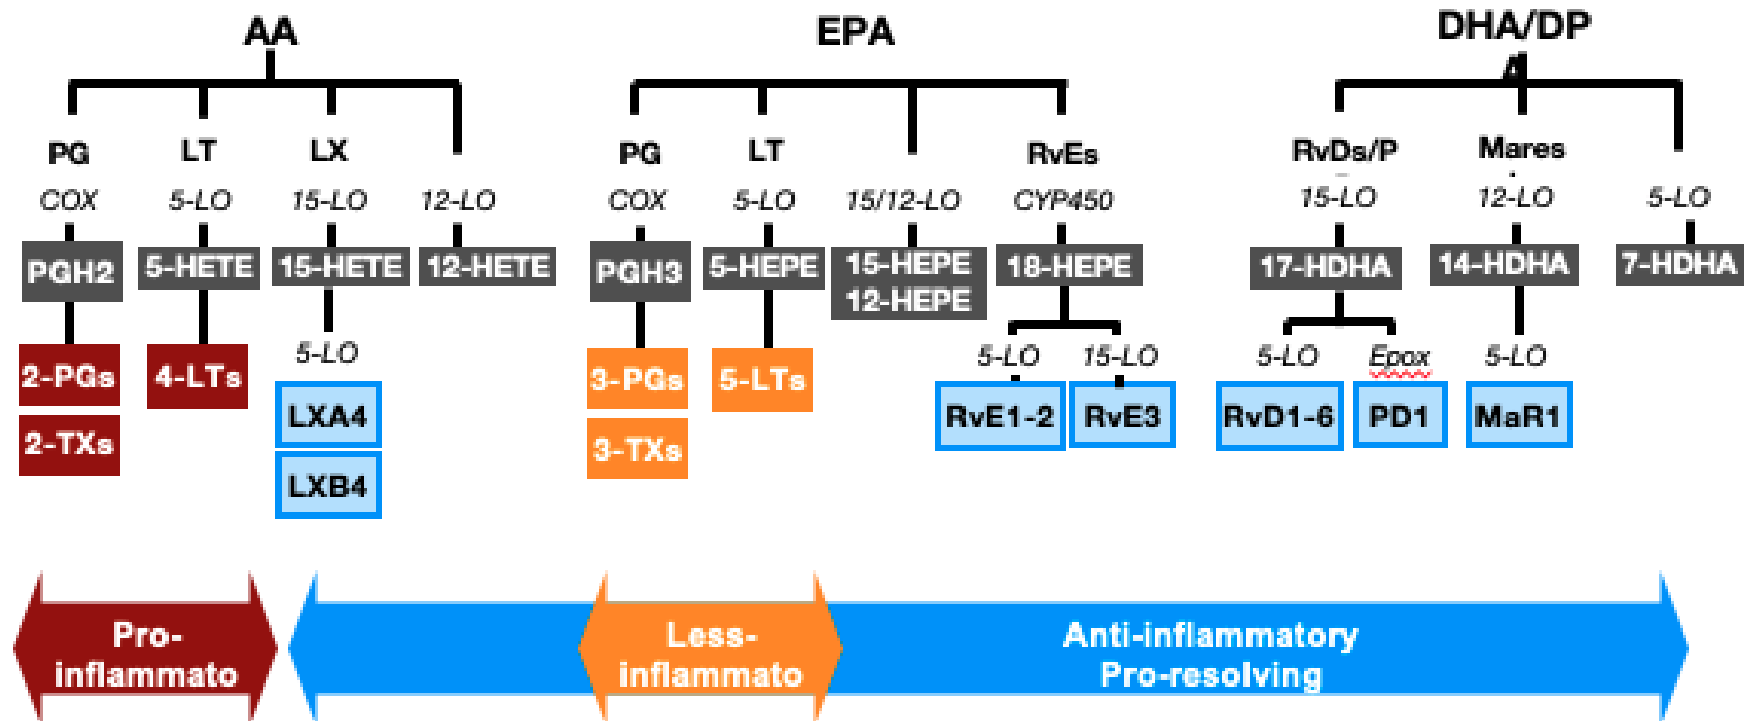 AA
EPA
DHA/DP
A
PG
LT
LX
PG
LT
RvEs
RvDs/P
Mares
COX
5-LO
15-LO
12-LO
COX
5-LO
15/12-LO
CYP450
15-LO
12-LO
5-LO
PGH2
5-HETE
15-HETE
12-HETE
PGH3
5-HEPE
15-HEPE
12-HEPE
18-HEPE
17-HDHA
14-HDHA
7-HDHA
5-LO
5-LO
15-LO
5-LO
Epox
5-LO
2-PGs
4-LTs
3-PGs
5-LTs
LXA4
RvE1-2
RvE3
RvD1-6
PD1
MaR1
2-TXs
3-TXs
LXB4
Pro-
inflammato
Less-
inflammato
Anti-inflammatory
Pro-resolving